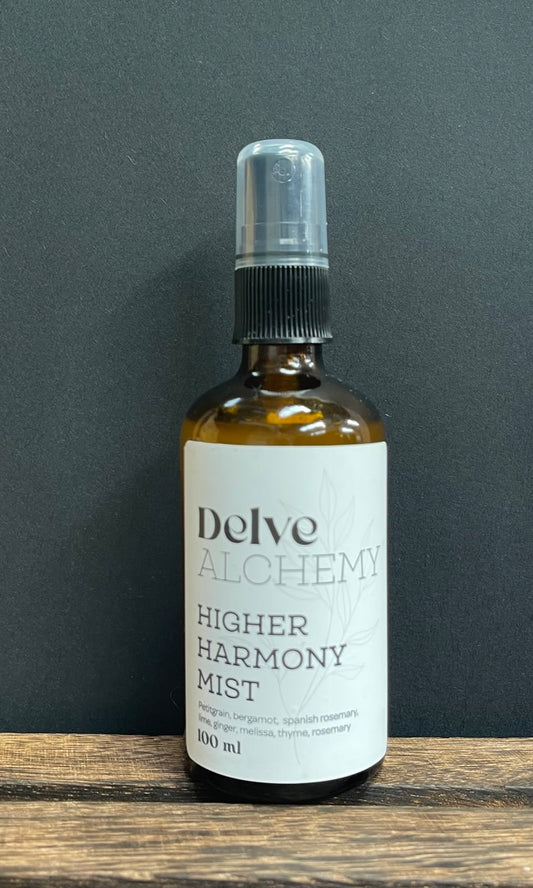 Delve
ALCHEMY
HIGHER
HARMONY
MIST
Petitgrain, bergamot, spanish rosemary,
lime, ginger, melissa, thyme, rosemary
100 ml